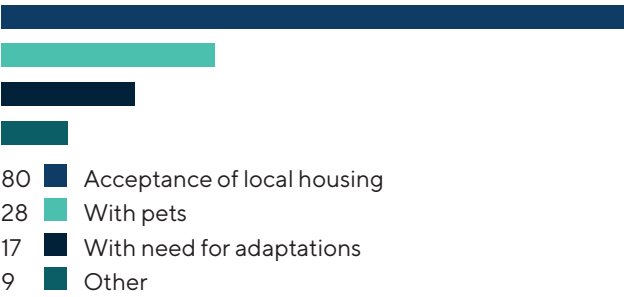 80 Acceptance of local housing
28 With pets
17 With need for adaptations
9 Other